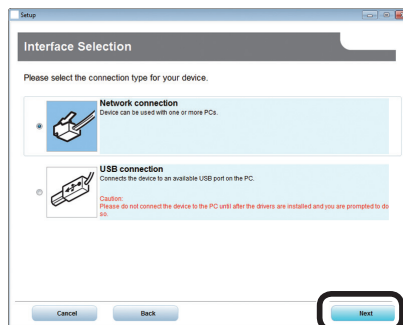 Setup
Interface Selection
Please select the connection type for your device.
Network connection
Device can be used with one or more PCs.
USB connection
Connects the device to an available USB port on the PC.
Caution:
Please do not connect the device to the PC until after the drivers are installed and you are prompted to do
so.
Cancel
Back
Next